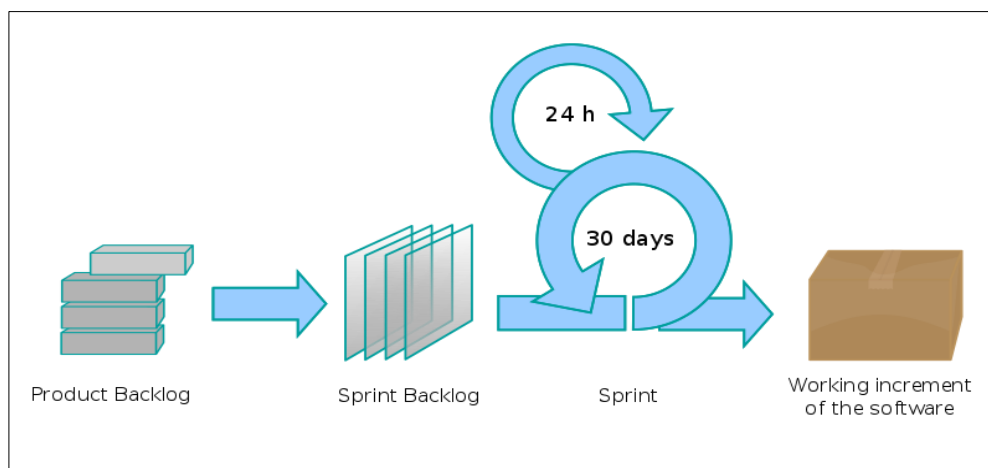 24 h
30 days
Product Backlog
Sprint Backlog
Sprint
Working increment
of the software